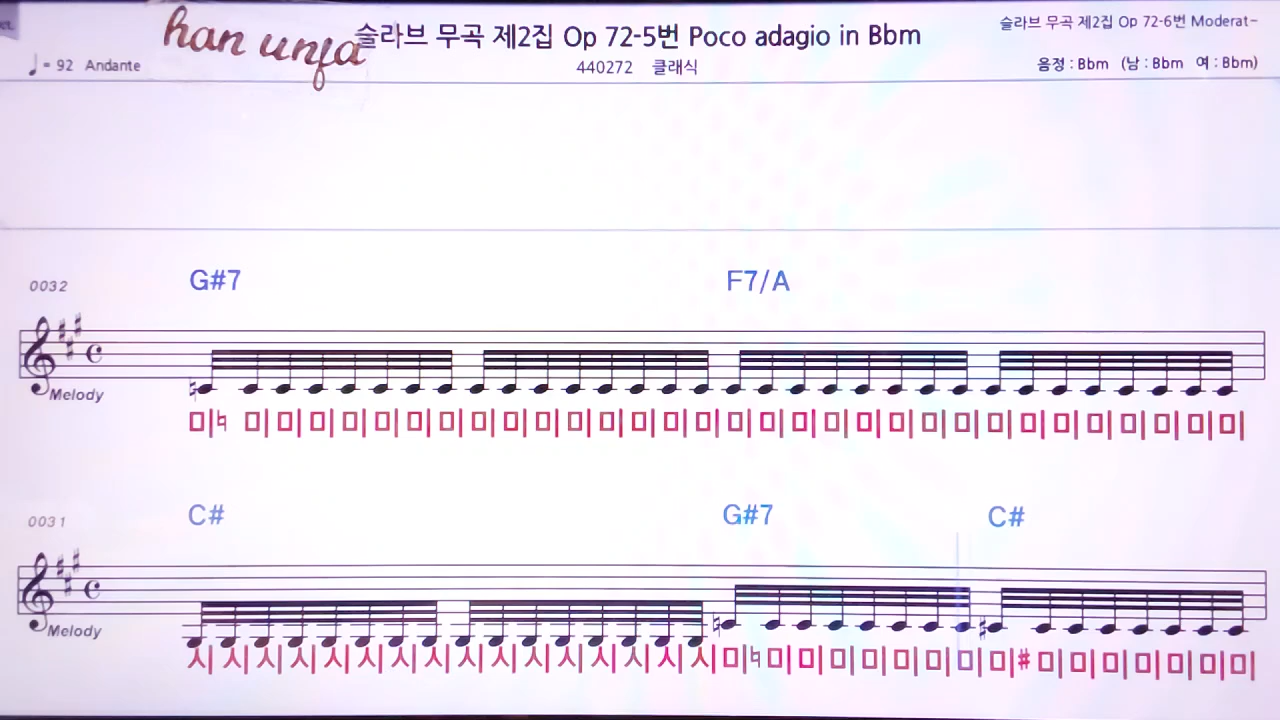 han unfa
슬라브 무곡 제2집 Op 72-5번 Poco adagio in Bbm
슬라브 무곡 제2집 Op 72-6번 Moderat~
♩= 92 Andante
440272 클래식
음정 : Bbm (남 : Bbm 여 : Bbm)
0032 G#7 F7/A
Melody
미♮ 미 미 미 미 미 미 미 미 미 미 미 미 미 미 미 미 미 미 미 미 미 미 미 미 미 미 미 미 미 미 미
0031 C# G#7 C#
Melody
시 시 시 시 시 시 시 시 시 시 시 시 시 시 시 시 미♮ 미 미 미 미 미 미 미 미# 미 미 미 미 미 미 미